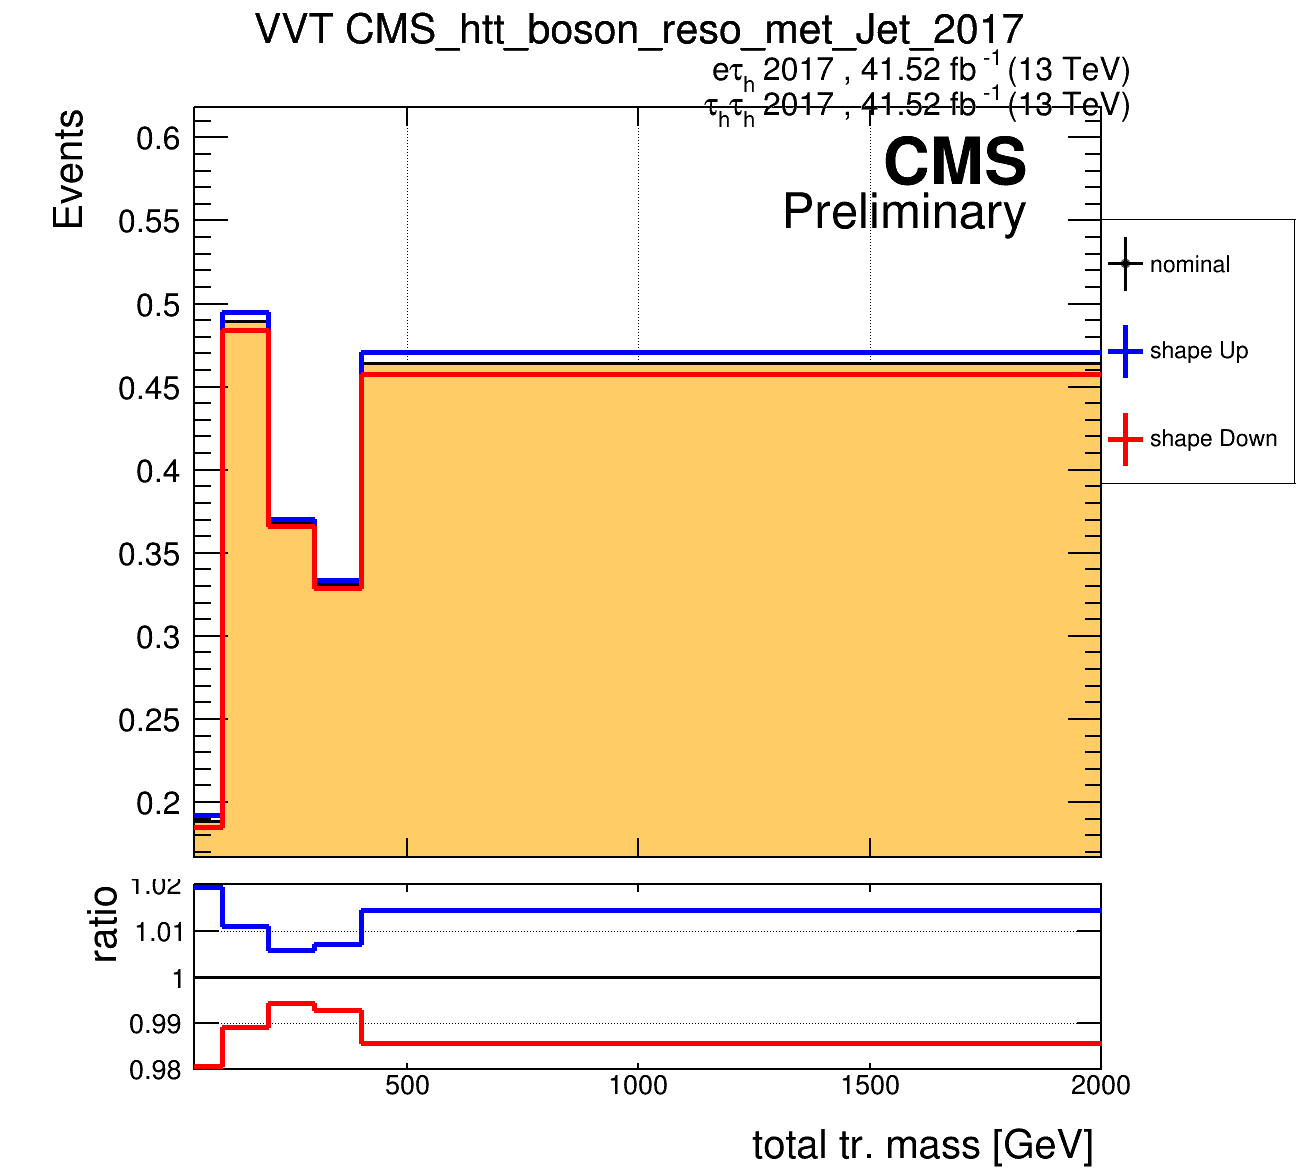 VVT CMS_htt_boson_reso_met_Jet_2017
eτh 2017 , 41.52 fb -1 (13 TeV)
τhτh 2017 , 41.52 fb -1 (13 TeV)
CMS
Preliminary
Events
0.6
0.55
0.5
0.45
0.4
0.35
0.3
0.25
0.2
nominal
shape Up
shape Down
ratio
1.02
1.01
1
0.99
0.98
500 1000 1500 2000
total tr. mass [GeV]